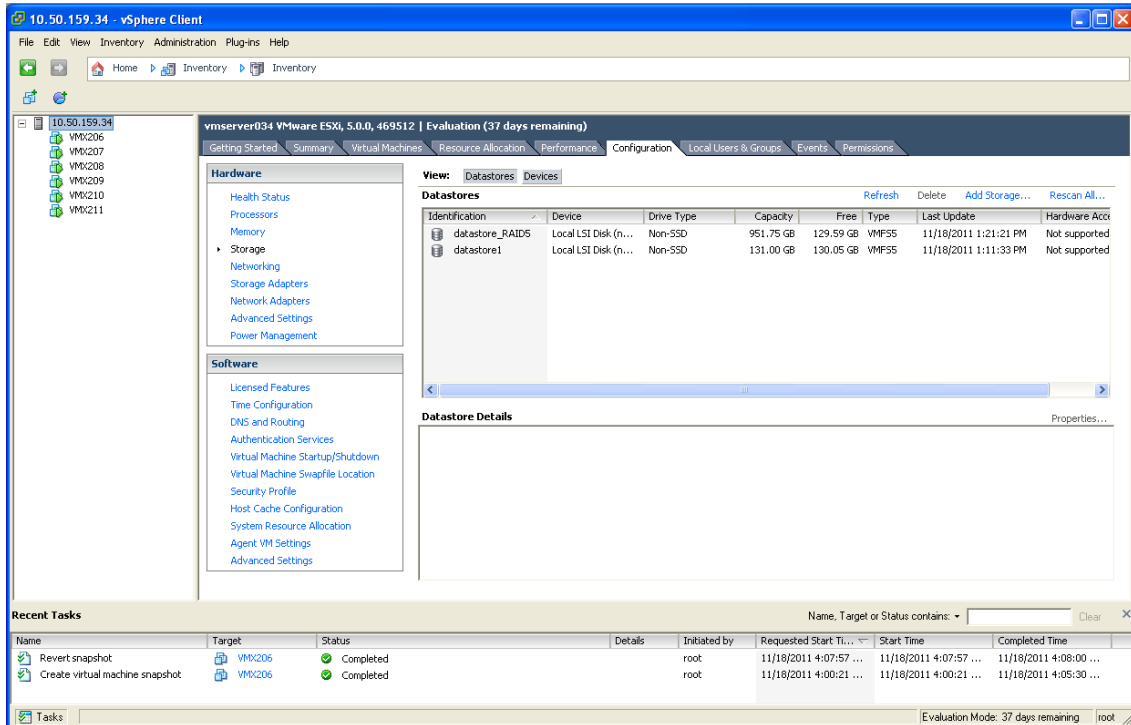 10.50.159.34 - vSphere Client
File Edit View Inventory Administration Plug-ins Help
Home Inventory Inventory
10.50.159.34
VMX206
VMX207
VMX208
VMX209
VMX210
VMX211
vmserver034 VMware ESXi, 5.0.0, 469512 | Evaluation (37 days remaining)
Getting Started Summary Virtual Machines Resource Allocation Performance Configuration Local Users & Groups Events Permissions
Hardware
Health Status
Processors
Memory
Storage
Networking
Storage Adapters
Network Adapters
Advanced Settings
Power Management
Software
Licensed Features
Time Configuration
DNS and Routing
Authentication Services
Virtual Machine Startup/Shutdown
Virtual Machine Swapfile Location
Security Profile
Host Cache Configuration
System Resource Allocation
Agent VM Settings
Advanced Settings
View: Datastores Devices
Datastores Refresh Delete Add Storage... Rescan All...
Identification Device Drive Type Capacity Free Type Last Update Hardware Acce
datastore_RAID5 Local LSI Disk (n... Non-SSD 951.75 GB 129.59 GB VMFS5 11/18/2011 1:21:21 PM Not supported
datastore1 Local LSI Disk (n... Non-SSD 131.00 GB 130.05 GB VMFS5 11/18/2011 1:11:33 PM Not supported
Datastore Details Properties...
Recent Tasks Name, Target or Status contains: Clear
Name Target Status Details Initiated by Requested Start Ti... Start Time Completed Time
Revert snapshot VMX206 Completed root 11/18/2011 4:07:57 ... 11/18/2011 4:07:57 ... 11/18/2011 4:08:00 ...
Create virtual machine snapshot VMX206 Completed root 11/18/2011 4:00:21 ... 11/18/2011 4:00:21 ... 11/18/2011 4:05:30 ...
Tasks Evaluation Mode: 37 days remaining root